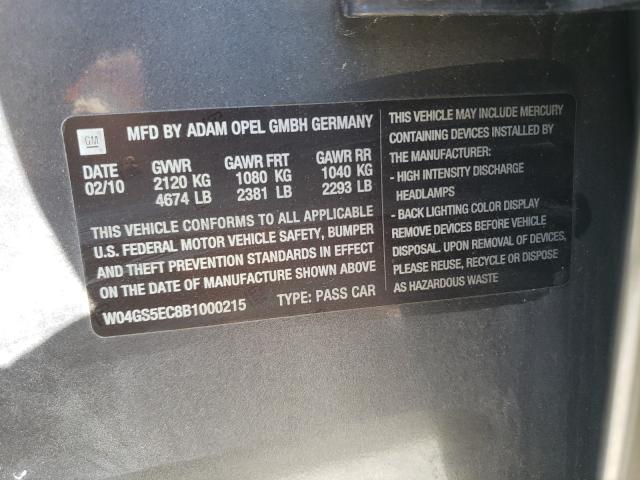 GM
MFD BY ADAM OPEL GMBH GERMANY
DATE GVWR GAWR FRT GAWR RR
02/10 2120 KG 1080 KG 1040 KG
4674 LB 2381 LB 2293 LB
THIS VEHICLE CONFORMS TO ALL APPLICABLE
U.S. FEDERAL MOTOR VEHICLE SAFETY, BUMPER
AND THEFT PREVENTION STANDARDS IN EFFECT
ON THE DATE OF MANUFACTURE SHOWN ABOVE
W04GS5EC8B1000215 TYPE: PASS CAR
THIS VEHICLE MAY INCLUDE MERCURY
CONTAINING DEVICES INSTALLED BY
THE MANUFACTURER:
- HIGH INTENSITY DISCHARGE
HEADLAMPS
- BACK LIGHTING COLOR DISPLAY
REMOVE DEVICES BEFORE VEHICLE
DISPOSAL. UPON REMOVAL OF DEVICES,
PLEASE REUSE, RECYCLE OR DISPOSE
AS HAZARDOUS WASTE